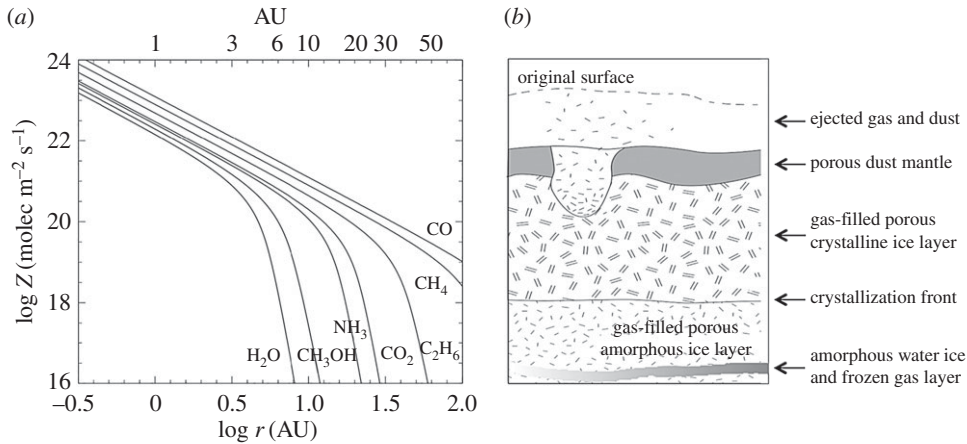 (a)
AU
1 3 6 10 20 30 50
24
22
20
18
16
log Z (molec m−2 s−1)
CO
CH4
NH3
H2O CH3OH CO2 C2H6
−0.5 0 0.5 1.0 1.5 2.0
log r (AU)
(b)
original surface
ejected gas and dust
porous dust mantle
gas-filled porous
crystalline ice layer
crystallization front
gas-filled porous
amorphous ice layer
amorphous water ice
and frozen gas layer